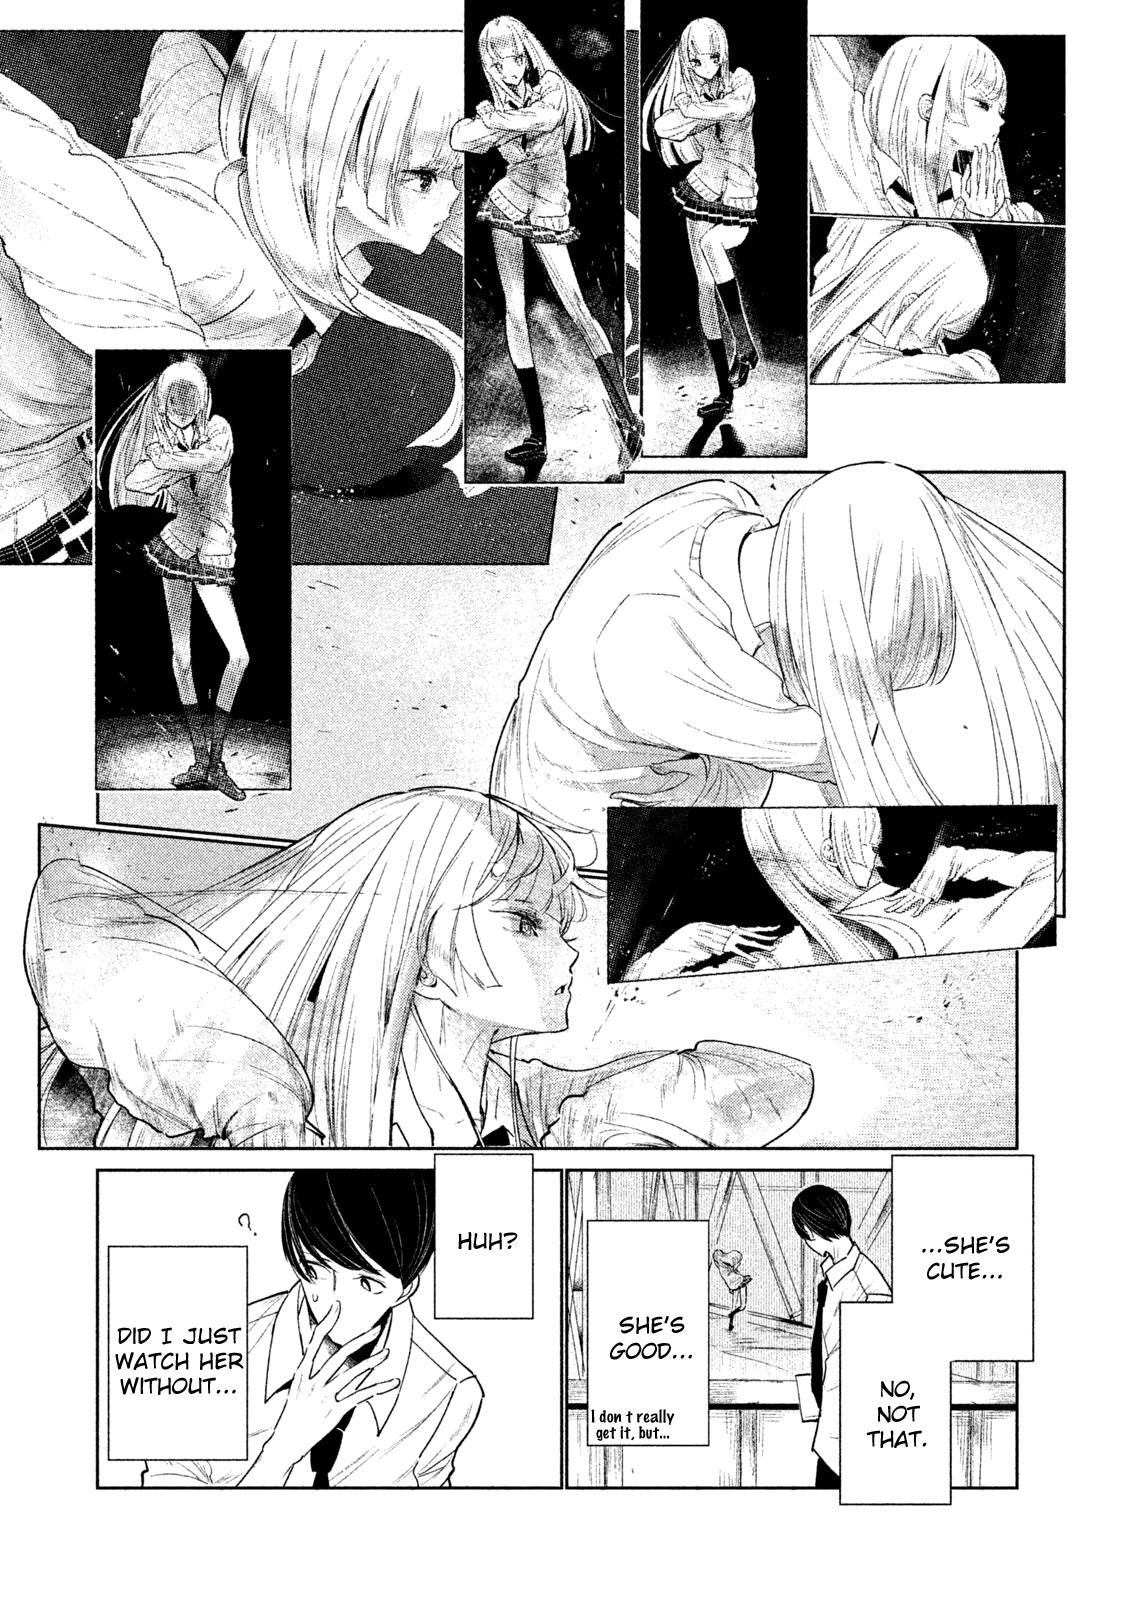 ...SHE'S
CUTE...
NO,
NOT
THAT.
SHE'S
GOOD...
I don t really
get it, but...
HUH?
?
DID I JUST
WATCH HER
WITHOUT...